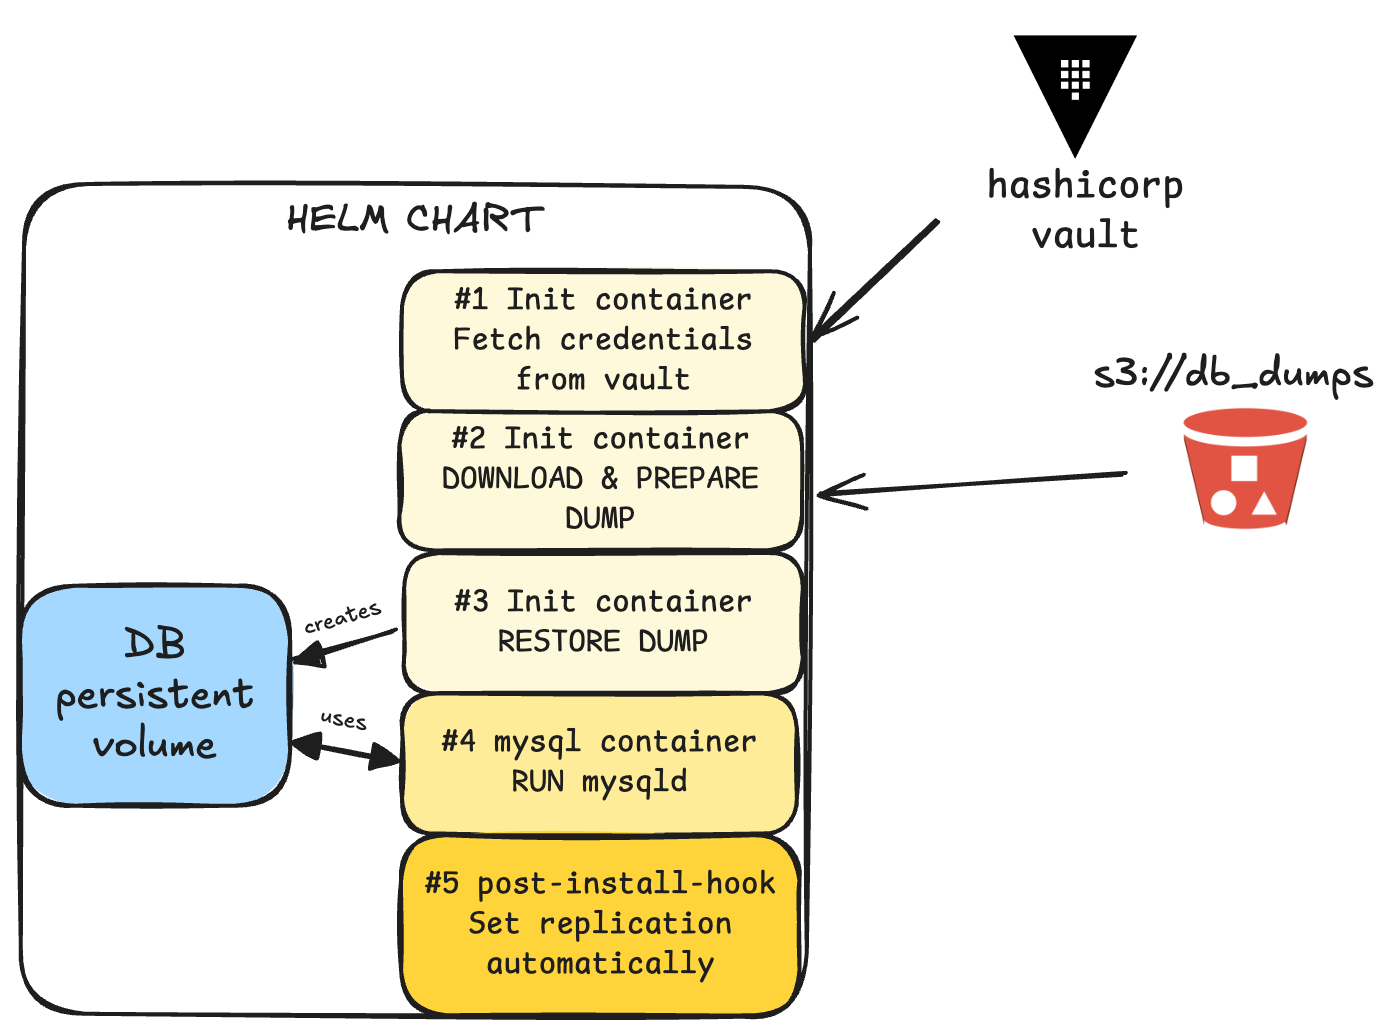 hashicorp
vault
HELM CHART
#1 Init container
Fetch credentials
from vault
s3://db_dumps
#2 Init container
DOWNLOAD & PREPARE
DUMP
creates
#3 Init container
RESTORE DUMP
DB
persistent
volume
uses
#4 mysql container
RUN mysqld
#5 post-install-hook
Set replication
automatically